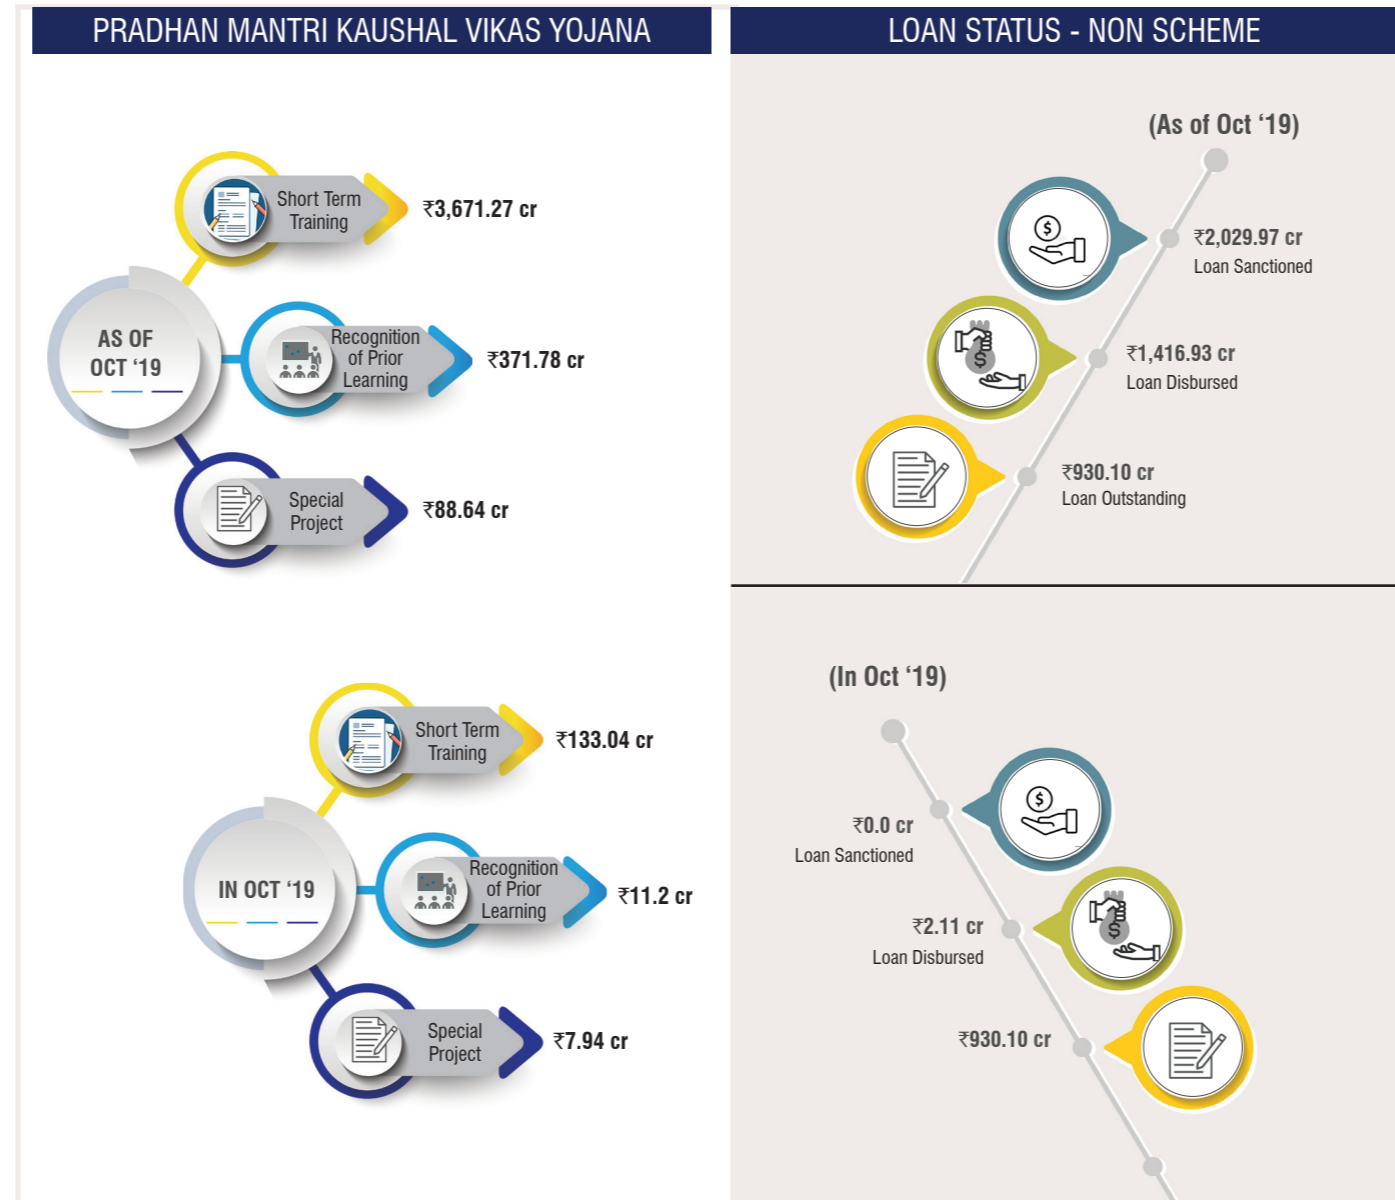 PRADHAN MANTRI KAUSHAL VIKAS YOJANA
Short Term
Training
₹3,671.27 cr
AS OF
OCT ‘19
Recognition
of Prior
Learning
₹371.78 cr
Special
Project
₹88.64 cr
Short Term
Training
₹133.04 cr
IN OCT ‘19
Recognition
of Prior
Learning
₹11.2 cr
Special
Project
₹7.94 cr
LOAN STATUS - NON SCHEME
(As of Oct ‘19)
$
₹2,029.97 cr
Loan Sanctioned
$
₹1,416.93 cr
Loan Disbursed
₹930.10 cr
Loan Outstanding
(In Oct ‘19)
$
₹0.0 cr
Loan Sanctioned
$
₹2.11 cr
Loan Disbursed
₹930.10 cr